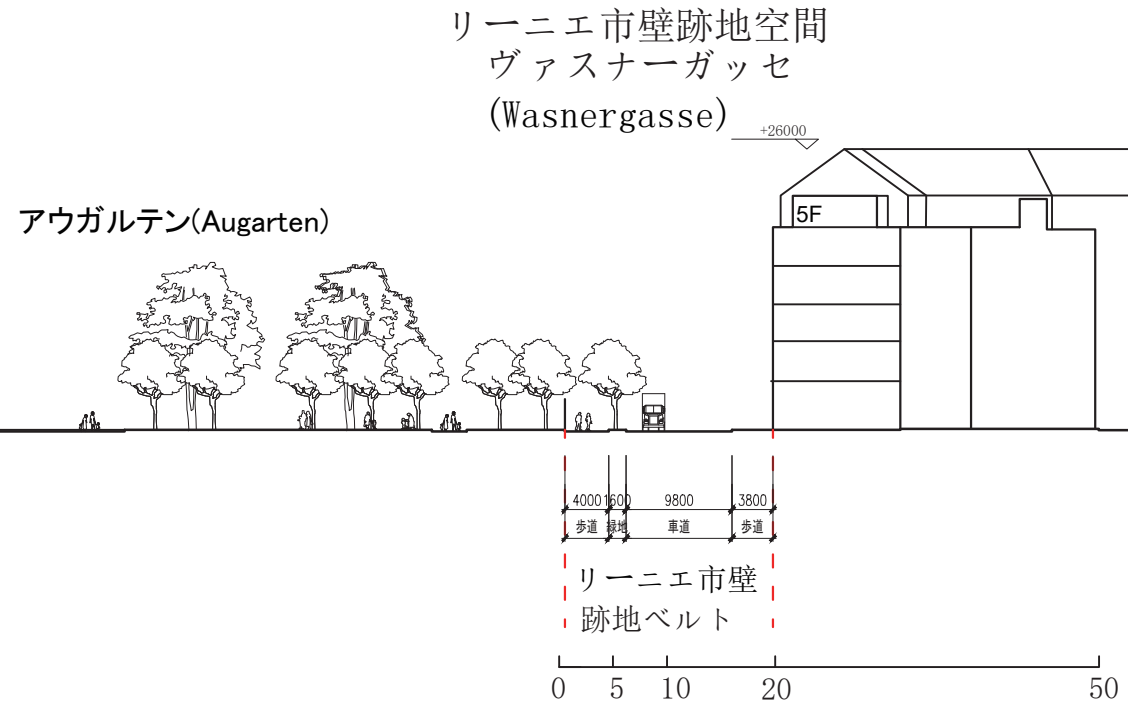 リーニエ市壁跡地空間
ヴァスナーガッセ
(Wasnergasse)
+26000
アウガルテン(Augarten)
5F
4000 1600 9800 3800
歩道 緑地 車道 歩道
リーニエ市壁
跡地ベルト
0 5 10 20 50